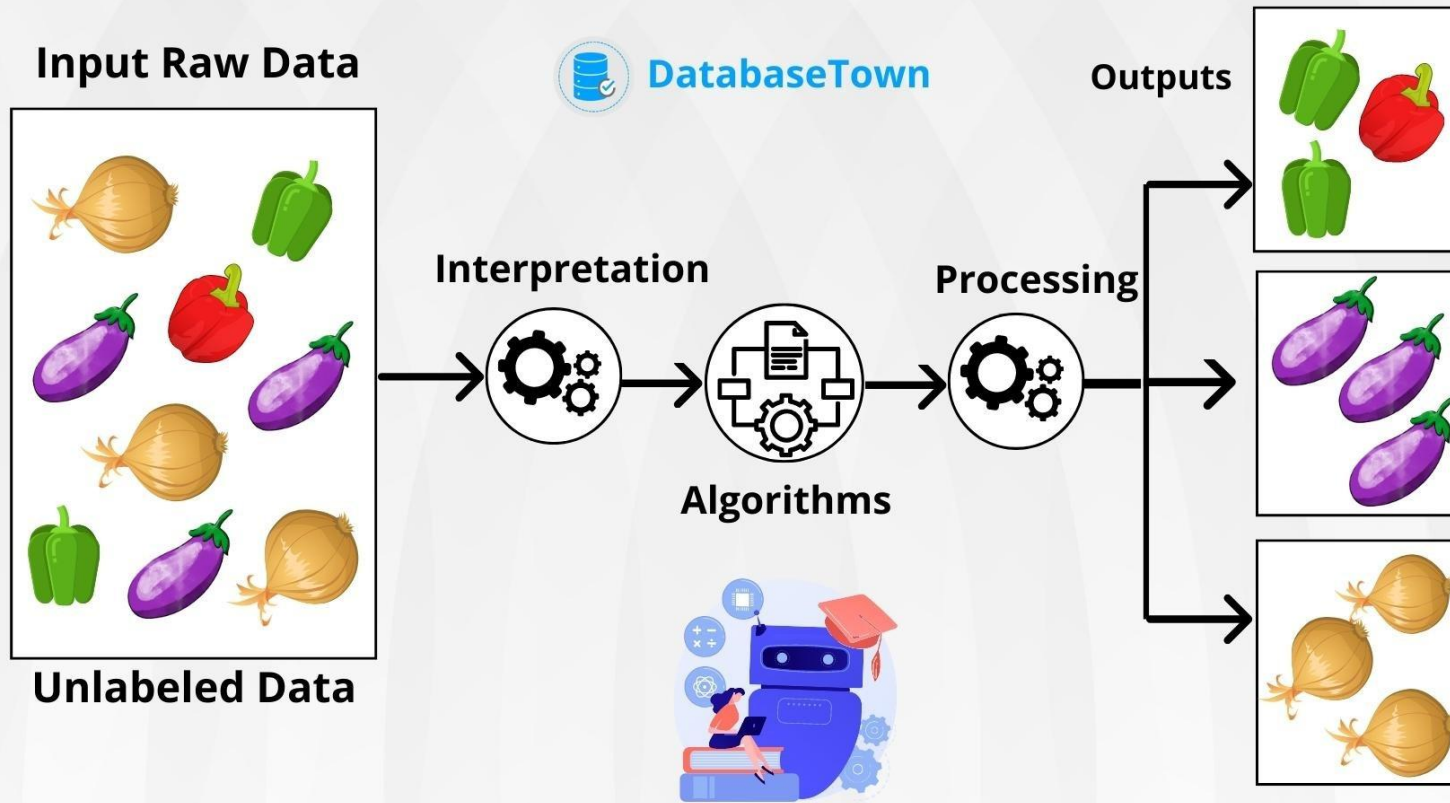 Input Raw Data
DatabaseTown
Outputs
Interpretation
Processing
Algorithms
Unlabeled Data